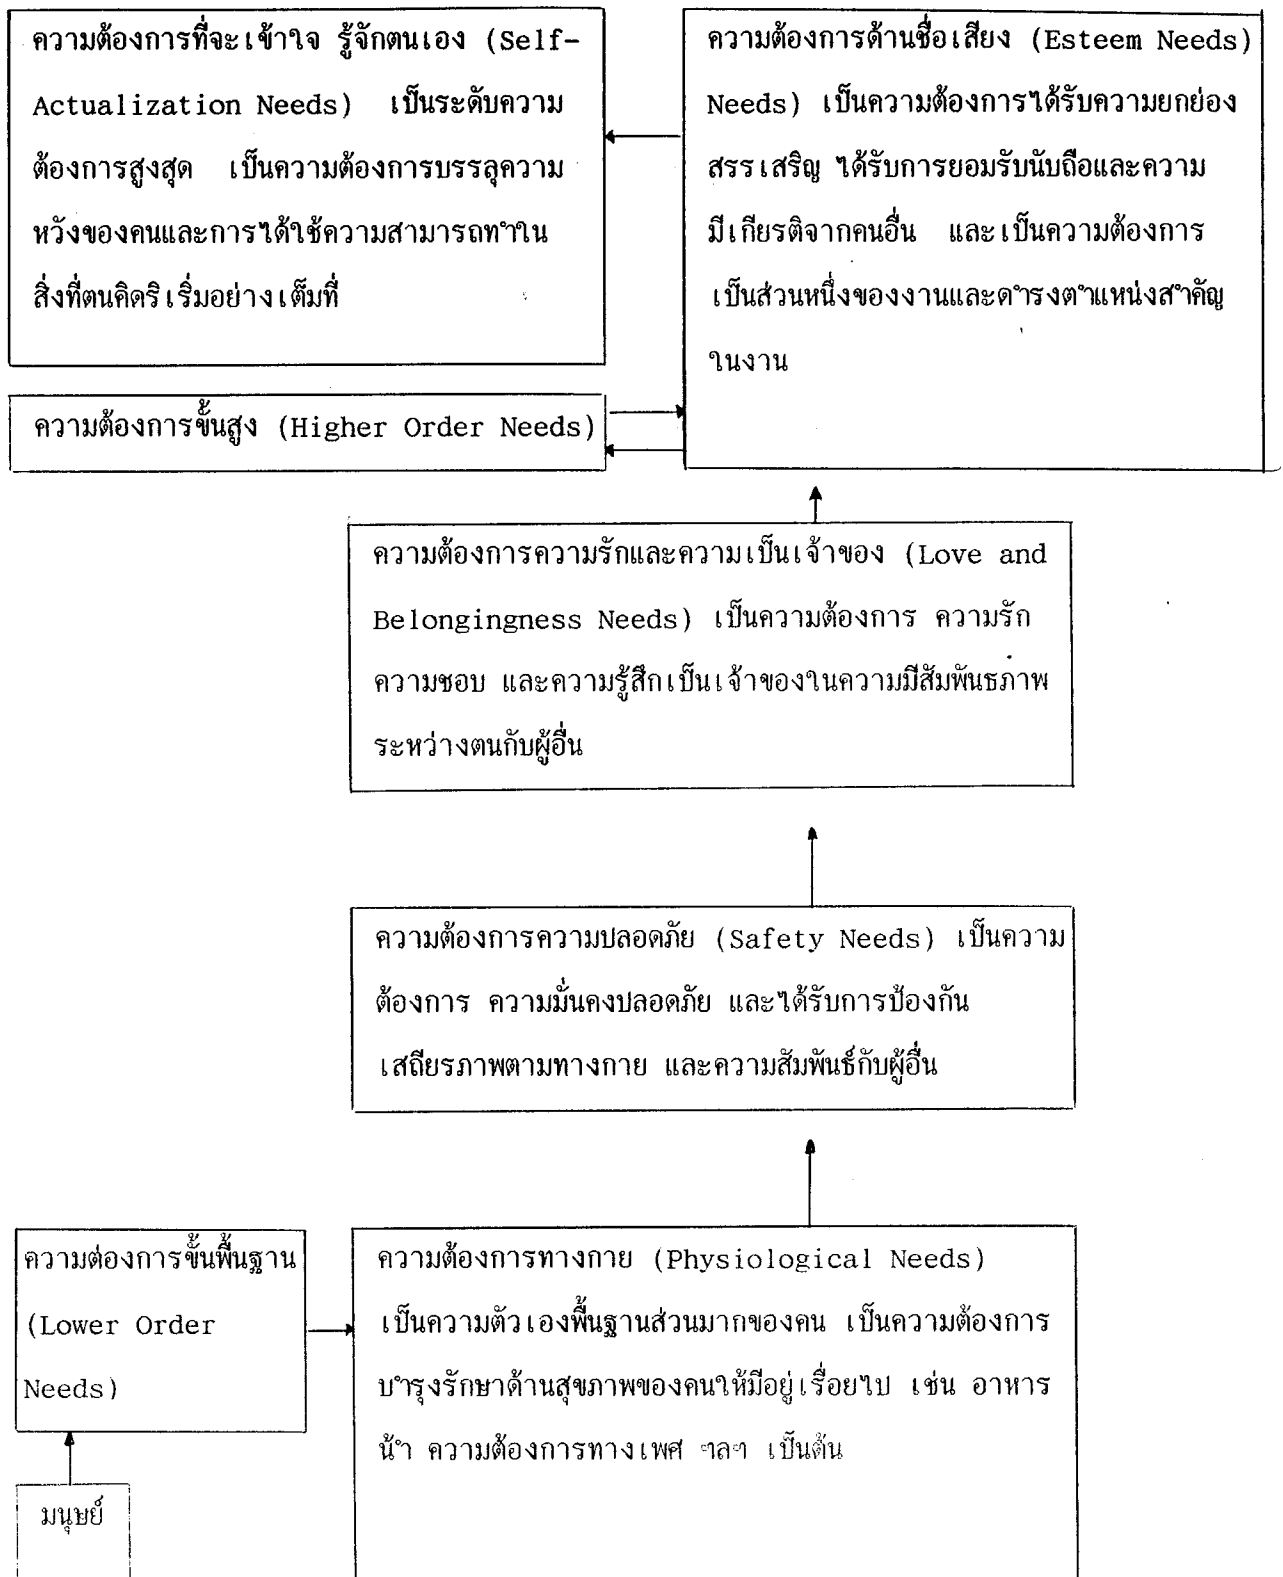 ความต้องการที่จะเข้าใจ รู้จักตนเอง (Self-
Actualization Needs) เป็นระดับความ
ต้องการสูงสุด เป็นความต้องการบรรลุความ
หวังของคนและการได้ใช้ความสามารถทำใน
สิ่งที่ตนคิดริเริ่มอย่างเต็มที่
ความต้องการด้านชื่อเสียง (Esteem Needs)
Needs) เป็นความต้องการได้รับความยกย่อง
สรรเสริญ ได้รับการยอมรับนับถือและความ
มีเกียรติจากคนอื่น และเป็นความต้องการ
เป็นส่วนหนึ่งของงานและดำรงตำแหน่งสำคัญ
ในงาน
ความต้องการขั้นสูง (Higher Order Needs)
ความต้องการความรักและความเป็นเจ้าของ (Love and
Belongingness Needs) เป็นความต้องการ ความรัก
ความชอบ และความรู้สึกเป็นเจ้าของในความมีสัมพันธภาพ
ระหว่างตนกับผู้อื่น
ความต้องการความปลอดภัย (Safety Needs) เป็นความ
ต้องการ ความมั่นคงปลอดภัย และได้รับการป้องกัน
เสถียรภาพตามทางกาย และความสัมพันธ์กับผู้อื่น
ความต่องการขั้นพื้นฐาน
(Lower Order
Needs)
ความต้องการทางกาย (Physiological Needs)
เป็นความตัวเองพื้นฐานส่วนมากของคน เป็นความต้องการ
บำรุงรักษาด้านสุขภาพของคนให้มีอยู่เรื่อยไป เช่น อาหาร
น้ำ ความต้องการทางเพศ ฯลฯ เป็นต้น
มนุษย์